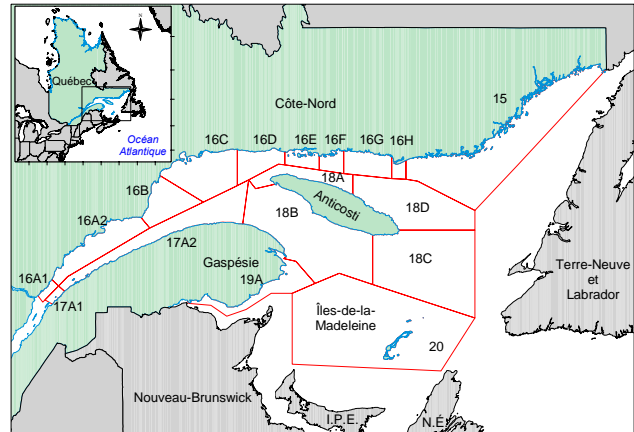 Québec
Océan
Atlantique
Côte-Nord
15
16C
16D
16E
16F
16G
16H
16B
18A
Anticosti
18B
18D
16A2
17A2
Gaspésie
19A
18C
16A1
17A1
Terre-Neuve
et
Labrador
Îles-de-la-
Madeleine
20
Nouveau-Brunswick
I.P.E.
N.É